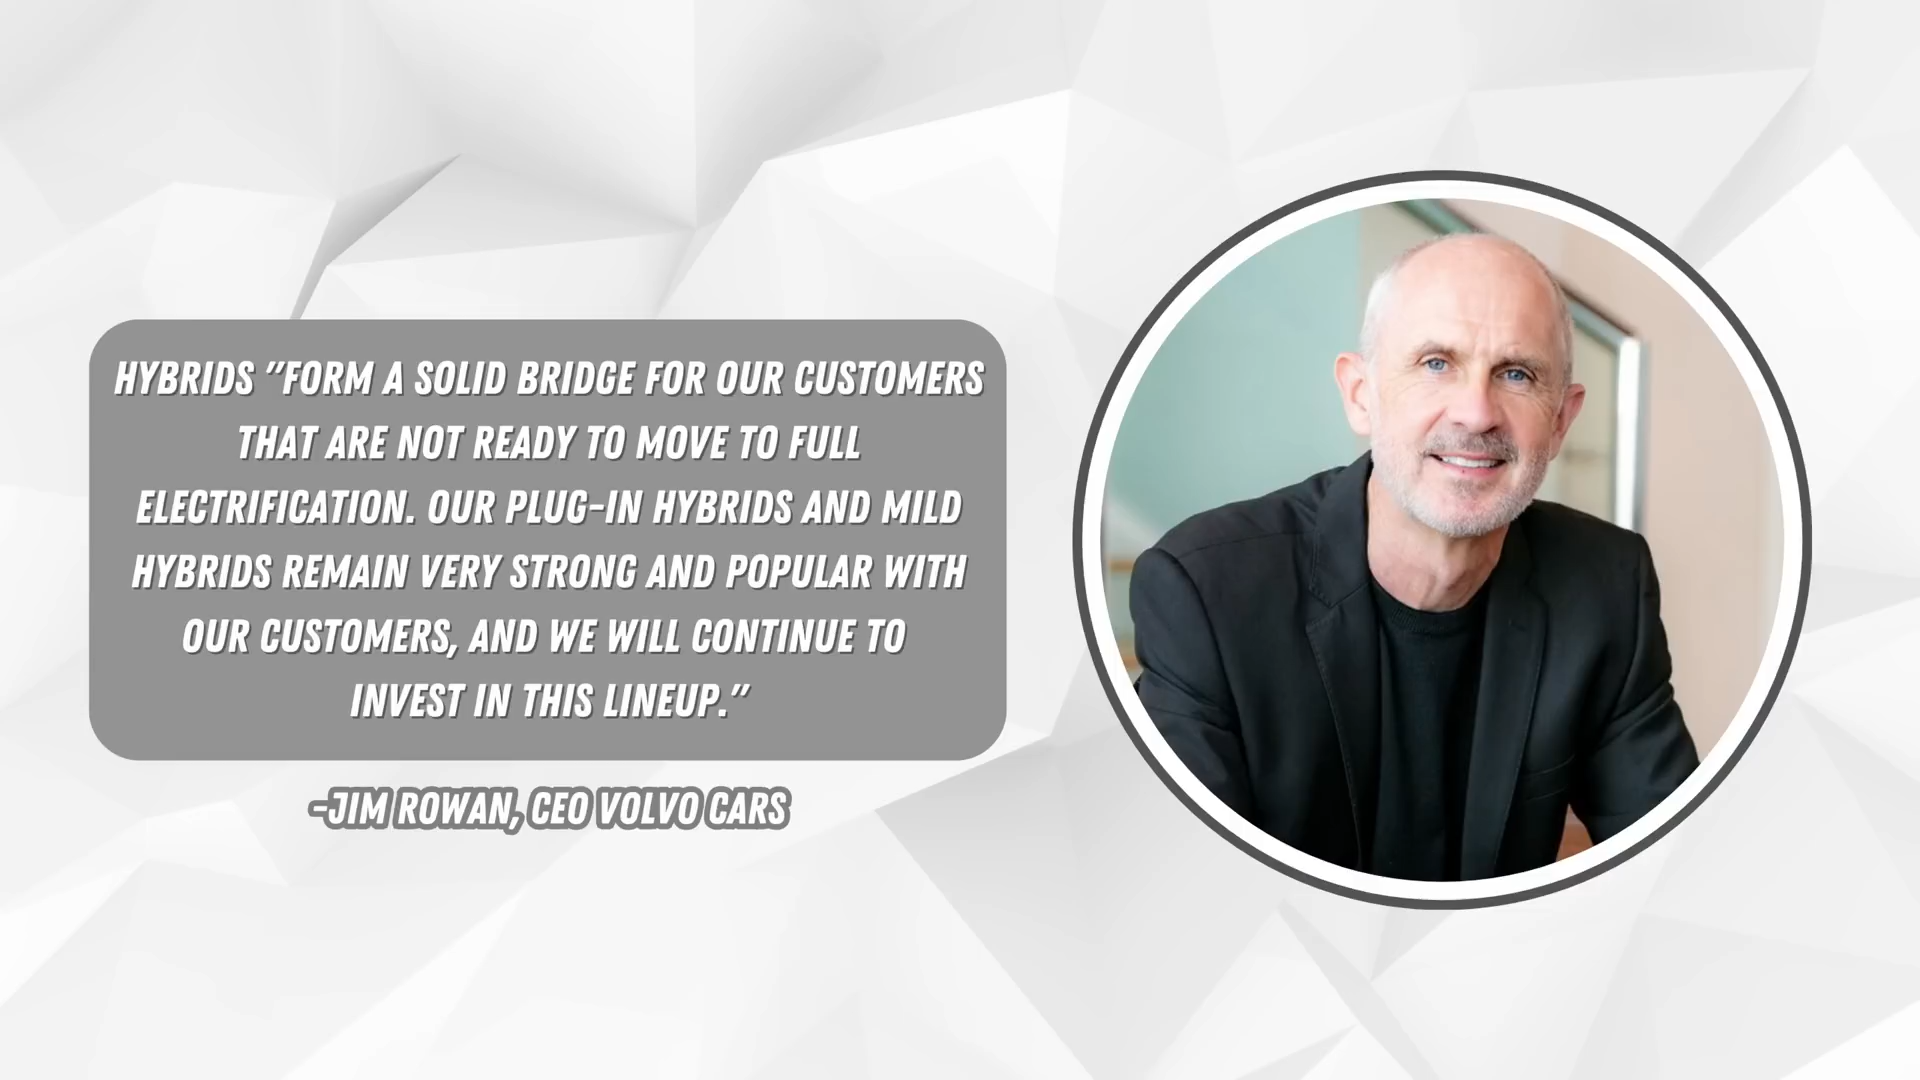 HYBRIDS "FORM A SOLID BRIDGE FOR OUR CUSTOMERS
THAT ARE NOT READY TO MOVE TO FULL
ELECTRIFICATION. OUR PLUG-IN HYBRIDS AND MILD
HYBRIDS REMAIN VERY STRONG AND POPULAR WITH
OUR CUSTOMERS, AND WE WILL CONTINUE TO
INVEST IN THIS LINEUP."
-JIM ROWAN, CEO VOLVO CARS